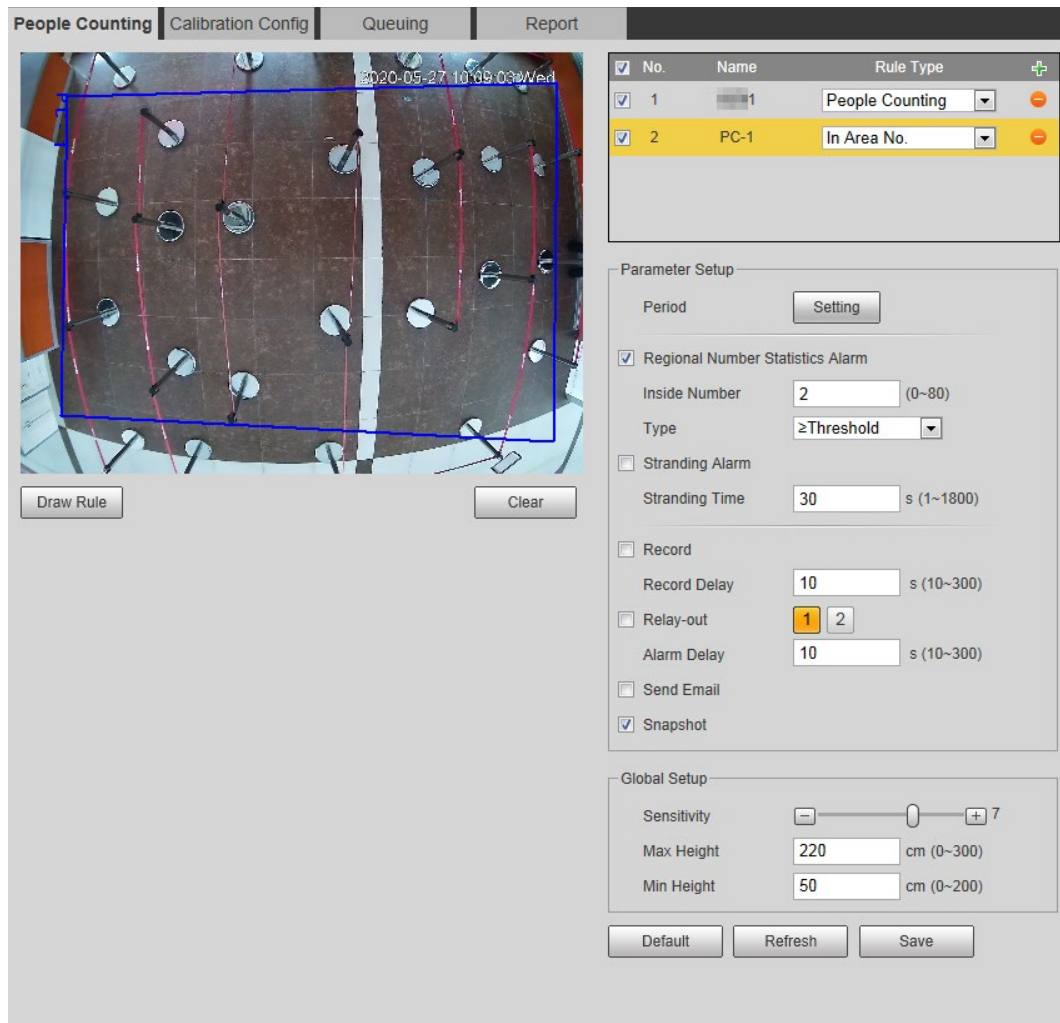 People Counting Calibration Config Queuing Report
2020-05-27 10:09:03 Wed
No. Name Rule Type
1 1 People Counting
2 PC-1 In Area No.
Draw Rule Clear
Parameter Setup
Period Setting
Regional Number Statistics Alarm
Inside Number 2 (0~80)
Type ≥Threshold
Stranding Alarm
Stranding Time 30 s (1~1800)
Record
Record Delay 10 s (10~300)
Relay-out 1 2
Alarm Delay 10 s (10~300)
Send Email
Snapshot
Global Setup
Sensitivity 7
Max Height 220 cm (0~300)
Min Height 50 cm (0~200)
Default Refresh Save